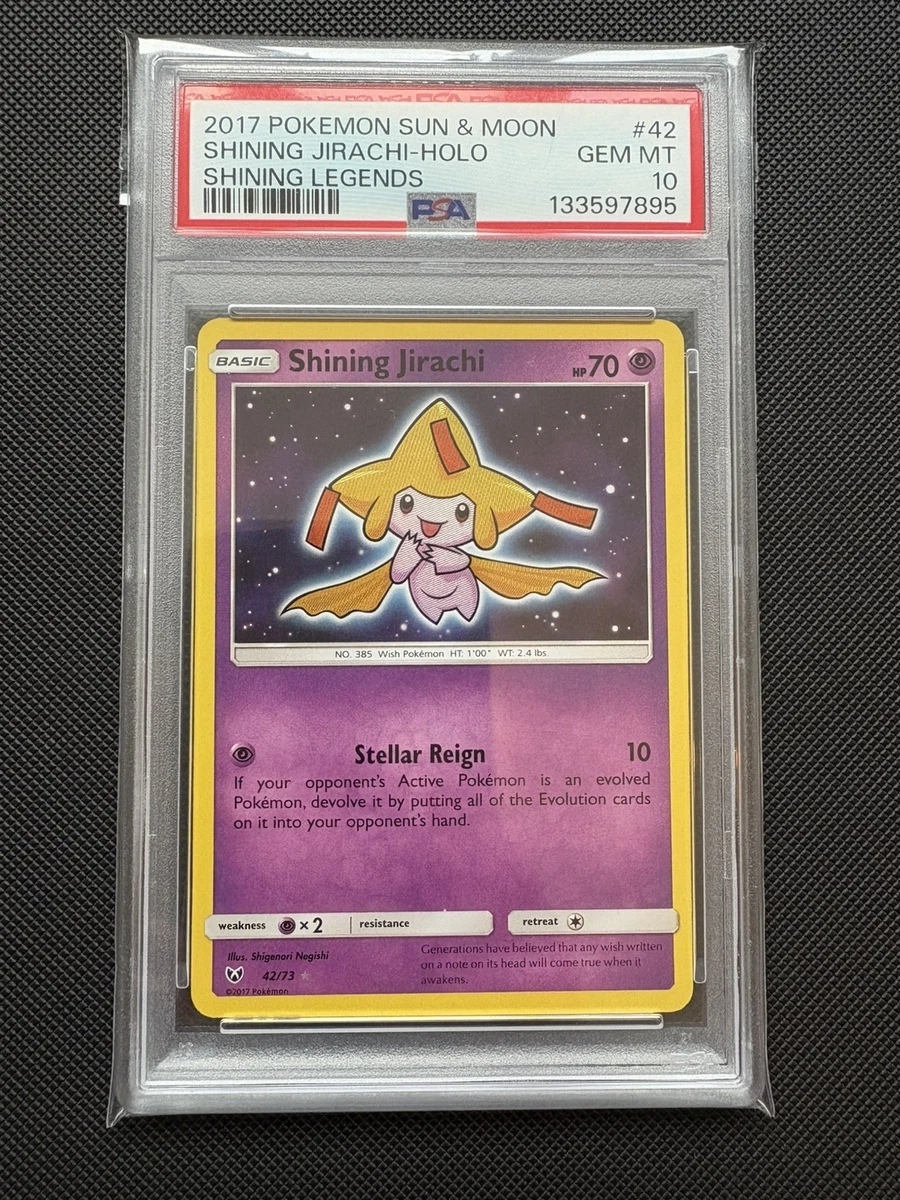 2017 POKEMON SUN & MOON #42
SHINING JIRACHI-HOLO GEM MT
SHINING LEGENDS 10
PSA 133597895
BASIC Shining Jirachi HP 70
NO. 385 Wish Pokémon HT: 1'00" WT: 2.4 lbs.
Stellar Reign 10
If your opponent's Active Pokémon is an evolved
Pokémon, devolve it by putting all of the Evolution cards
on it into your opponent's hand.
weakness ×2 resistance retreat
Illus. Shigenori Negishi
42/73
©2017 Pokémon
Generations have believed that any wish written
on a note on its head will come true when it
awakens.